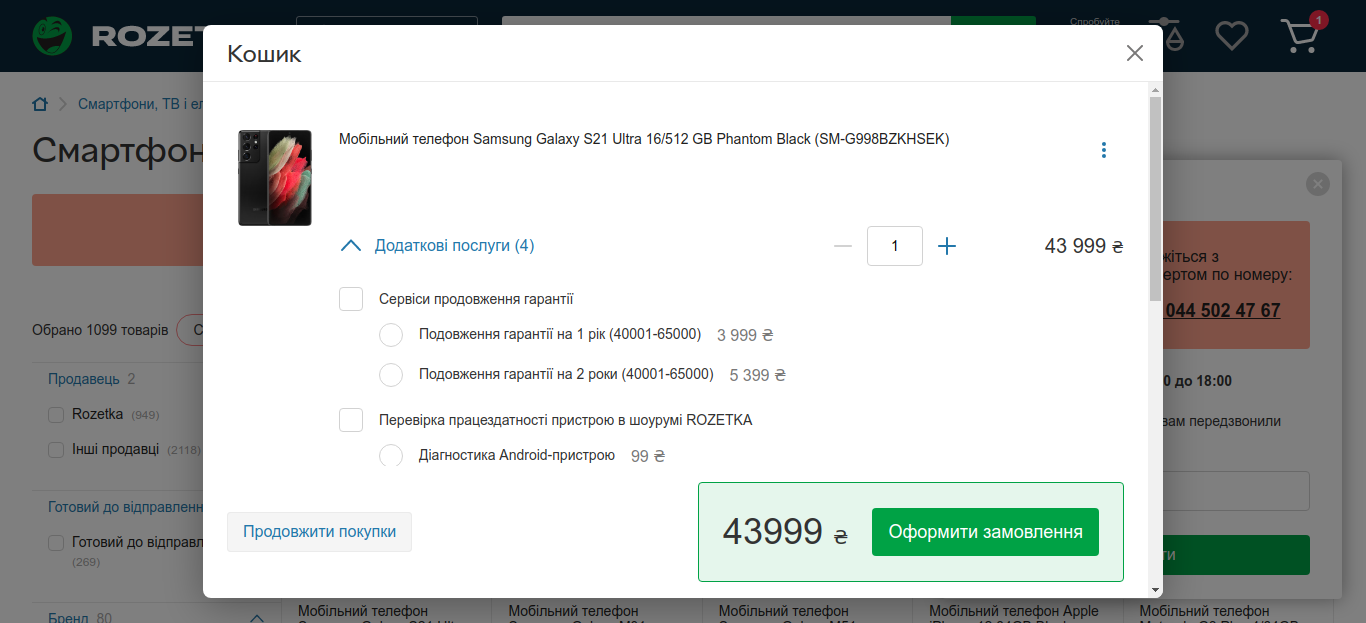 ROZET
Спробуйте
1
Кошик
Смартфони, ТВ і ел
Смартфон
Мобільний телефон Samsung Galaxy S21 Ultra 16/512 GB Phantom Black (SM-G998BZKHSEK)
Додаткові послуги (4)
1
43 999 ₴
Сервіси продовження гарантії
Подовження гарантії на 1 рік (40001-65000) 3 999 ₴
Подовження гарантії на 2 роки (40001-65000) 5 399 ₴
Перевірка працездатності пристрою в шоурумі ROZETKA
Діагностика Android-пристрою 99 ₴
Продовжити покупки
43999 ₴
Оформити замовлення
Обрано 1099 товарів
С
Продавець 2
Rozetka (949)
Інші продавці (2118)
Готовий до відправленн
Готовий до відправл
(269)
Бренд 80
жіться з
ертом по номеру:
044 502 47 67
0 до 18:00
вам передзвонили
ти
Мобільний телефон
Мобільний телефон
Мобільний телефон
Мобільний телефон Apple
Мобільний телефон